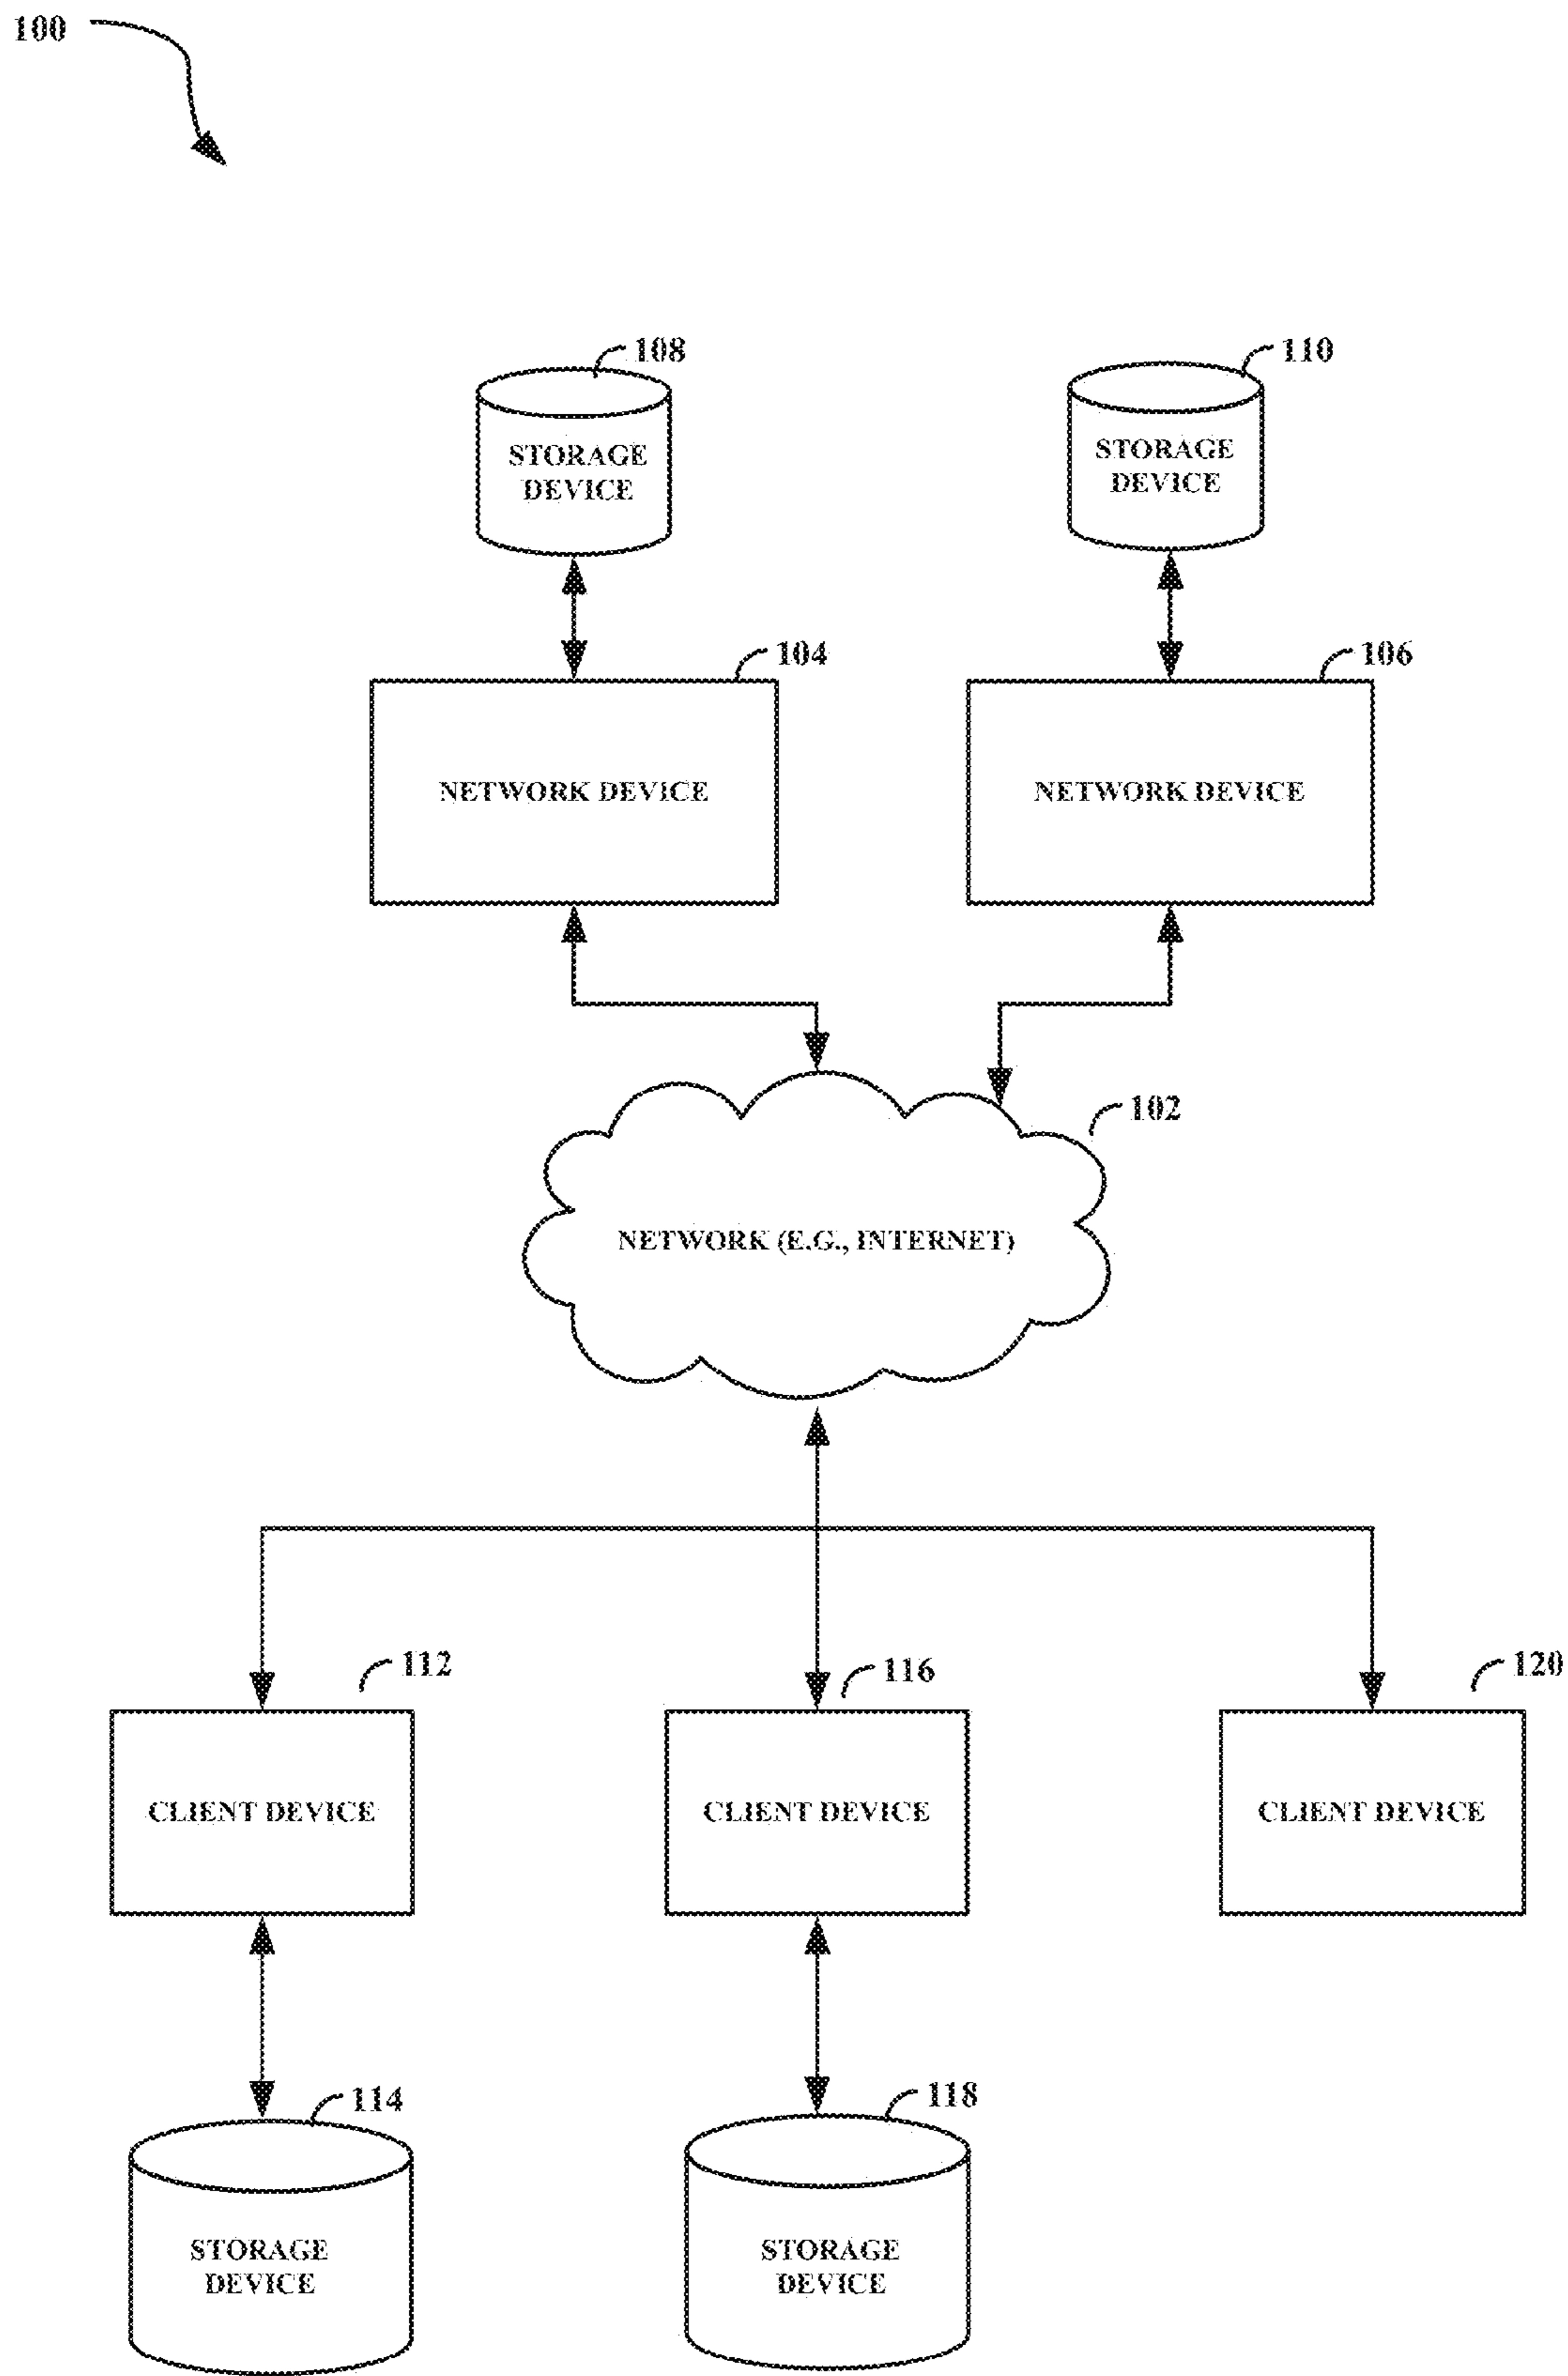 100
108
110
STORAGE
DEVICE
STORAGE
DEVICE
104
106
NETWORK DEVICE
NETWORK DEVICE
102
NETWORK (E.G., INTERNET)
112
116
120
CLIENT DEVICE
CLIENT DEVICE
CLIENT DEVICE
114
118
STORAGE
DEVICE
STORAGE
DEVICE